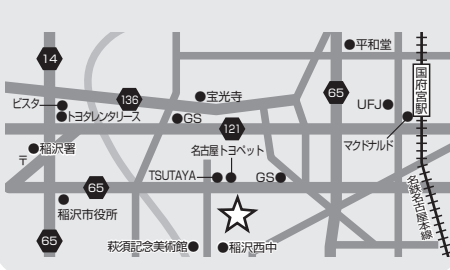 平和堂
14
国府宮駅
ビスタ
136
宝光寺
65
UFJ
トヨタレンタリース
GS
121
マクドナルド
稲沢署
名古屋トヨペット
〒
TSUTAYA
GS
65
名鉄名古屋本線
稲沢市役所
65
萩須記念美術館
稲沢西中